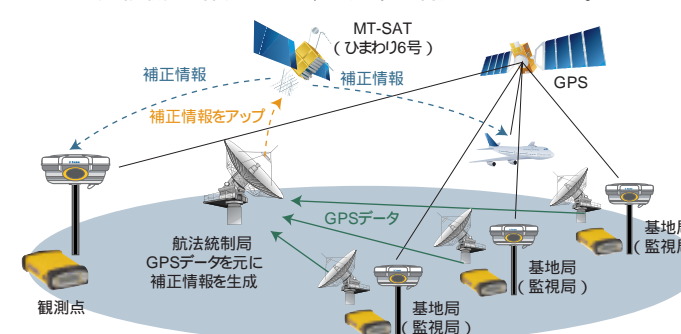 MT-SAT
（ひまわり6号）
GPS
補正情報
補正情報
補正情報をアップ
GPSデータ
航法統制局
GPSデータを元に
補正情報を生成
観測点
基地局
（監視局）
基地局
（監視局）
基地局
（監視局